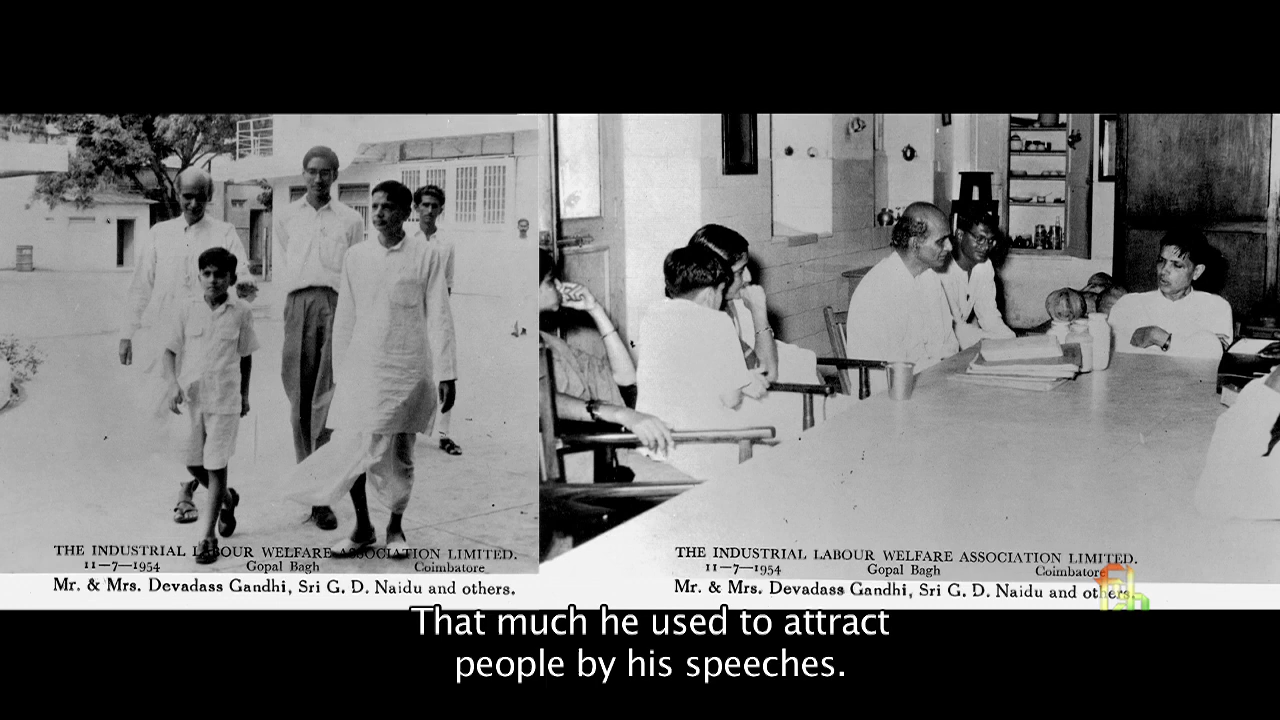 THE INDUSTRIAL LABOUR WELFARE ASSOCIATION LIMITED.
11-7-1954 Gopal Bagh Coimbatore
Mr. & Mrs. Devadass Gandhi, Sri G. D. Naidu and others.
THE INDUSTRIAL LABOUR WELFARE ASSOCIATION LIMITED.
11-7-1954 Gopal Bagh Coimbatore
Mr. & Mrs. Devadass Gandhi, Sri G. D. Naidu and others.
That much he used to attract
people by his speeches.